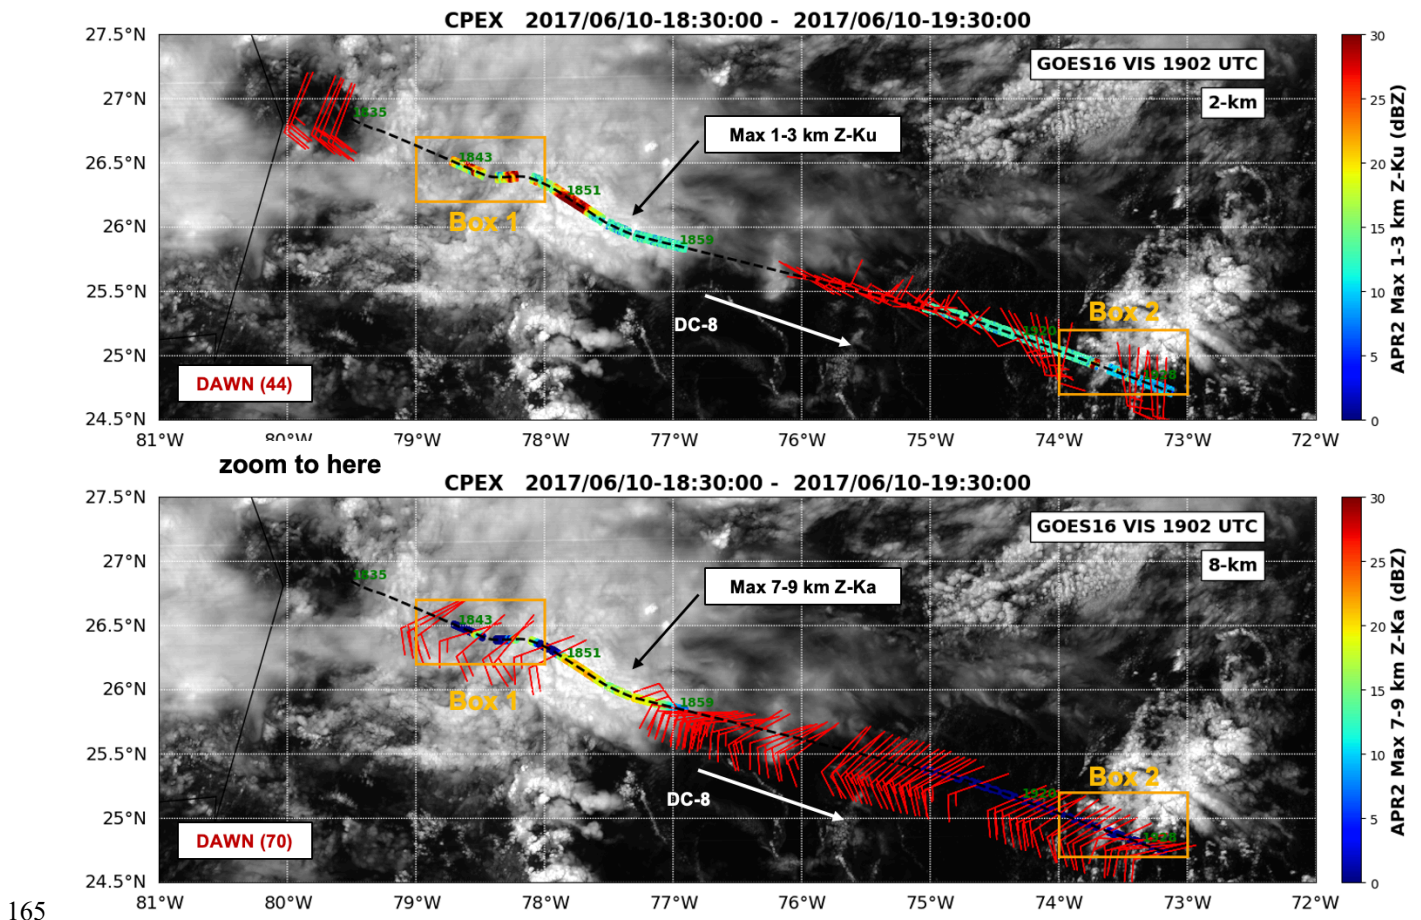 CPEX 2017/06/10-18:30:00 - 2017/06/10-19:30:00
27.5°N
27°N
26.5°N
26°N
25.5°N
25°N
24.5°N
GOES16 VIS 1902 UTC
2-km
Max 1-3 km Z-Ku
1835
1843
1851
1859
Box 1
DC-8
1920
Box 2
1928
DAWN (44)
81°W
80°W
79°W
78°W
77°W
76°W
75°W
74°W
73°W
72°W
30
25
20
15
10
5
0
APR2 Max 1-3 km Z-Ku (dBZ)
zoom to here
CPEX 2017/06/10-18:30:00 - 2017/06/10-19:30:00
27.5°N
27°N
26.5°N
26°N
25.5°N
25°N
24.5°N
GOES16 VIS 1902 UTC
8-km
Max 7-9 km Z-Ka
1835
1843
1851
1859
Box 1
DC-8
1920
Box 2
1928
DAWN (70)
81°W
80°W
79°W
78°W
77°W
76°W
75°W
74°W
73°W
72°W
30
25
20
15
10
5
0
APR2 Max 7-9 km Z-Ka (dBZ)
165